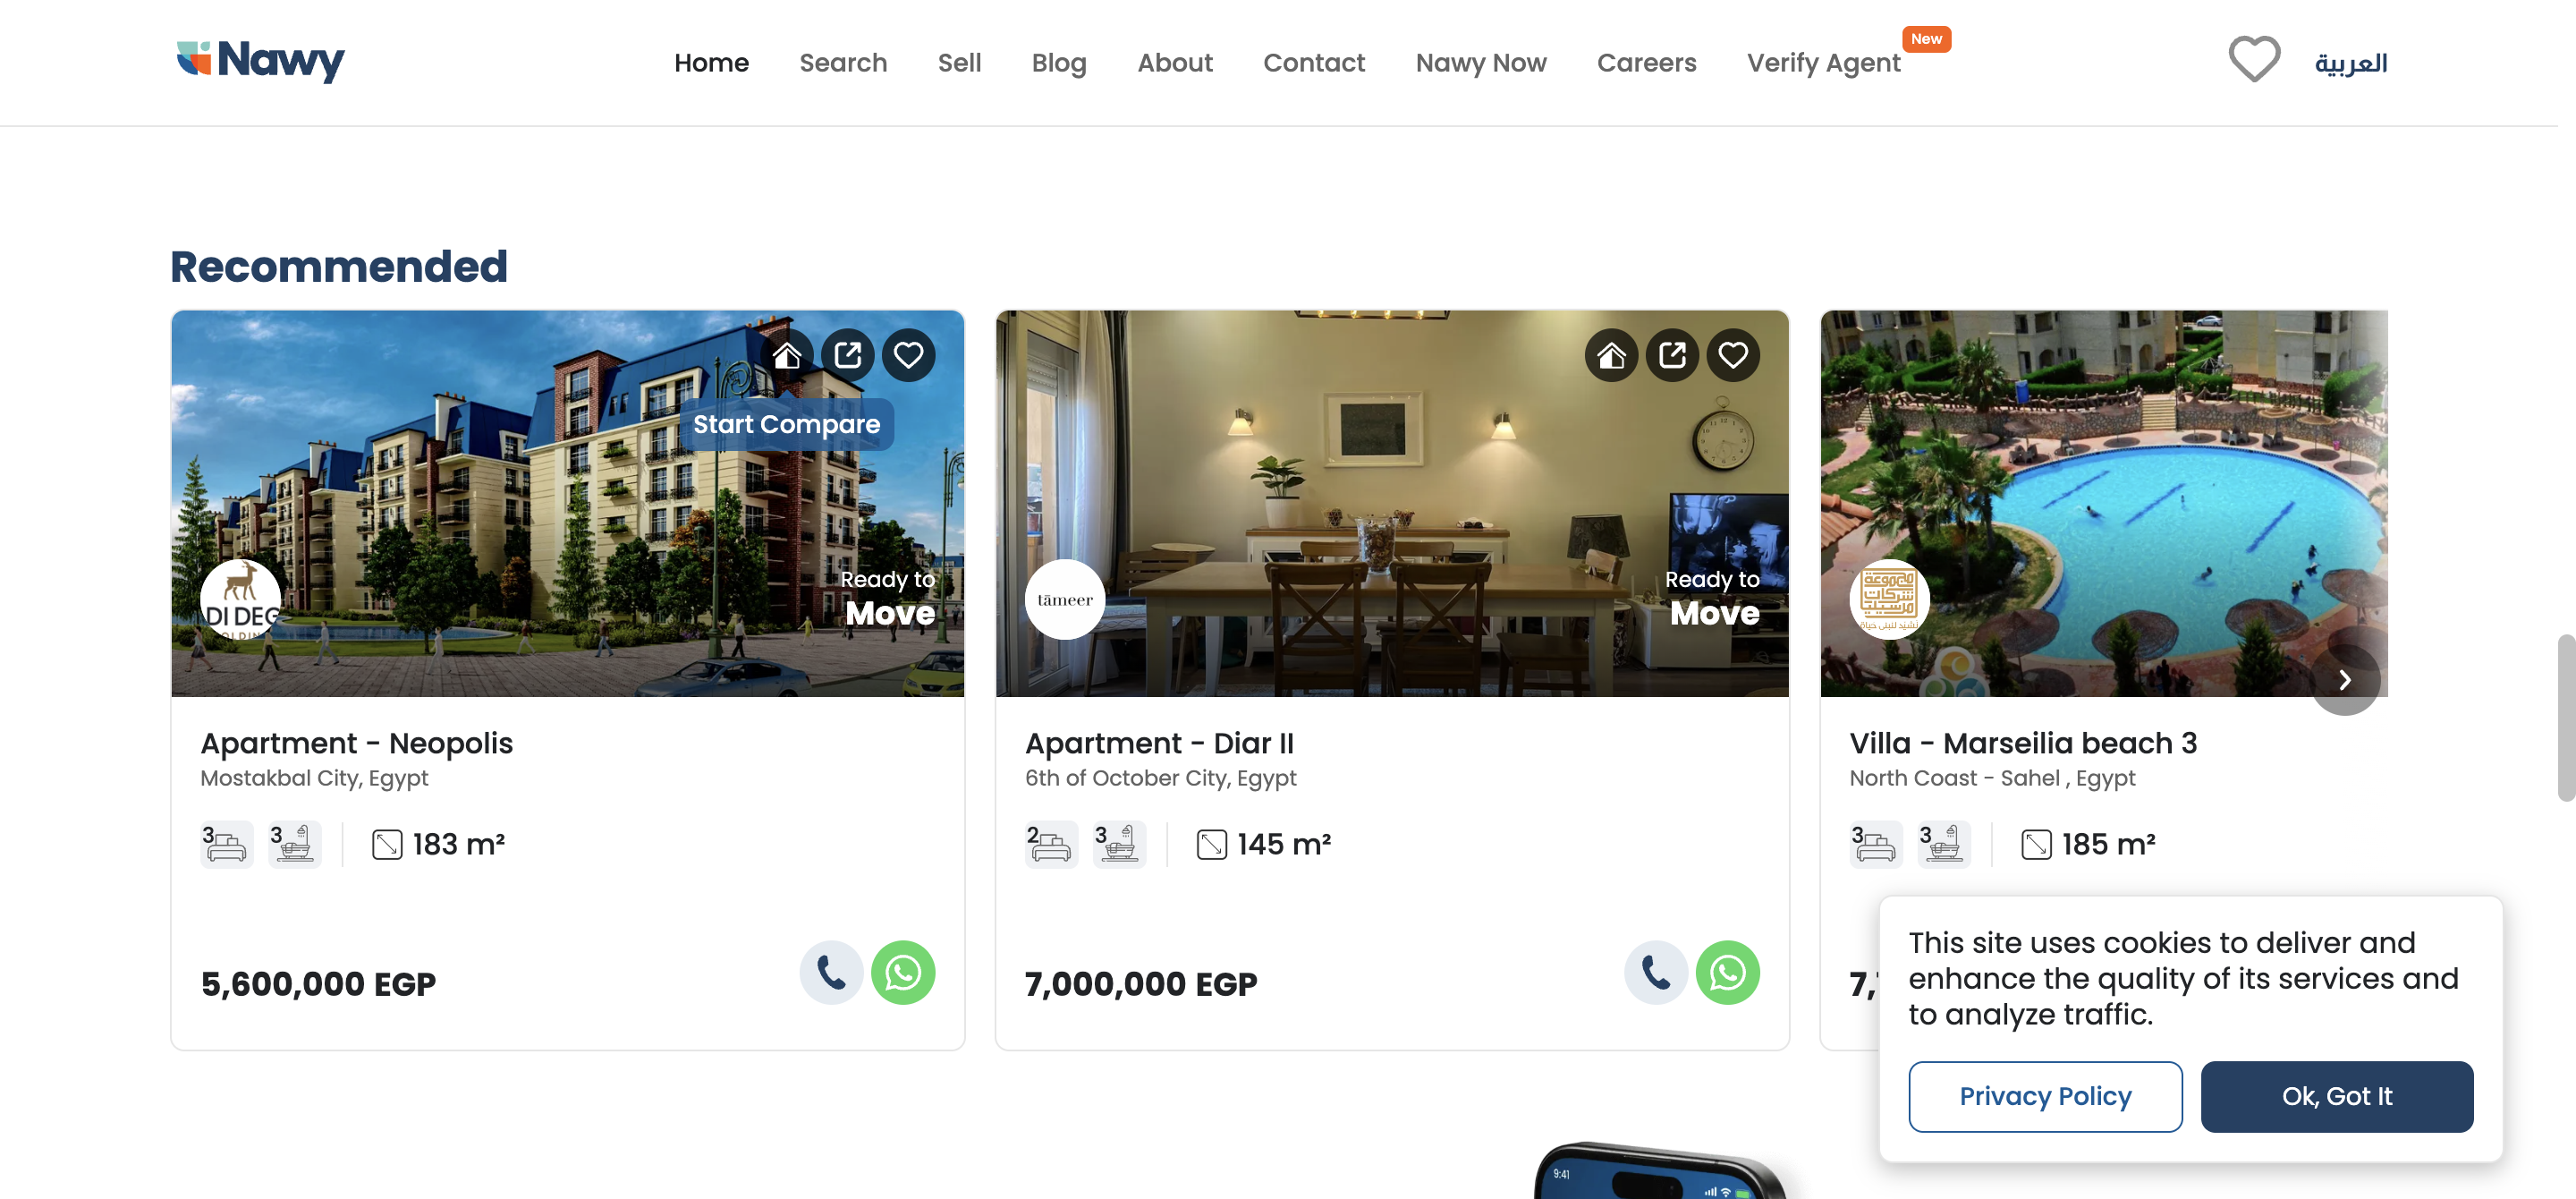 Nawy
Home
Search
Sell
Blog
About
Contact
Nawy Now
Careers
Verify Agent
New
العربية
Recommended
Start Compare
DI DEG
Ready to
Move
Apartment - Neopolis
Mostakbal City, Egypt
3
3
183 m²
5,600,000 EGP
tameer
Ready to
Move
Apartment - Diar II
6th of October City, Egypt
2
3
145 m²
7,000,000 EGP
مجموعة
شركات
مرسيليا
Villa - Marseilia beach 3
North Coast - Sahel , Egypt
3
3
185 m²
7,
This site uses cookies to deliver and
enhance the quality of its services and
to analyze traffic.
Privacy Policy
Ok, Got It
9:41